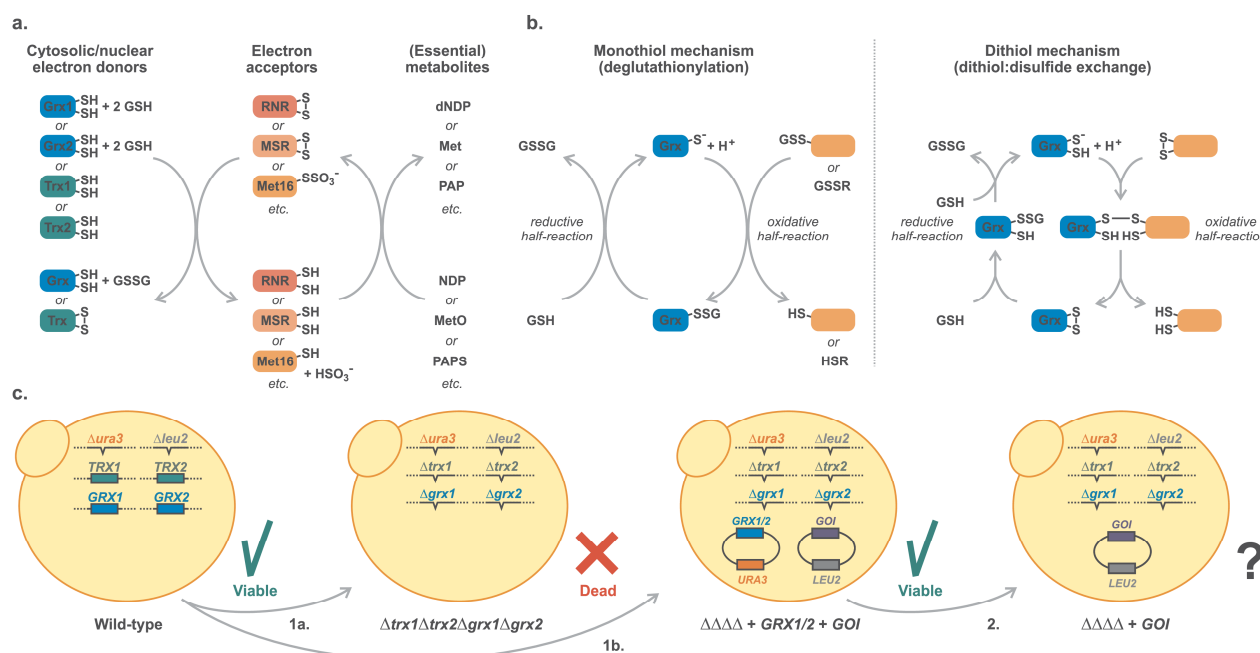 a.
Cytosolic/nuclear
electron donors
Electron
acceptors
(Essential)
metabolites
Grx1 SH SH + 2 GSH
or
Grx2 SH SH + 2 GSH
or
Trx1 SH SH
or
Trx2 SH SH
Grx SH SH + GSSG
or
Trx S S
RNR S S
or
MSR S S
or
Met16 SSO₃⁻
etc.
RNR SH SH
or
MSR SH SH
or
Met16 SH
+ HSO₃⁻
etc.
dNDP
or
Met
or
PAP
etc.
NDP
or
MetO
or
PAPS
etc.
b.
Monothiol mechanism
(deglutathionylation)
GSSG
Grx S⁻ + H⁺
GSS
or
GSSR
reductive
half-reaction
oxidative
half-reaction
GSH
Grx SSG
HS
or
HSR
Dithiol mechanism
(dithiol:disulfide exchange)
GSSG
Grx S⁻ SH + H⁺
S S
GSH
reductive
half-reaction
Grx SSG SH
Grx S S SH HS
oxidative
half-reaction
GSH
Grx S S
HS HS
c.
Δura3 Δleu2
TRX1 TRX2
GRX1 GRX2
Viable
Wild-type
1a.
Δura3 Δleu2
Δtrx1 Δtrx2
Δgrx1 Δgrx2
Dead
Δtrx1Δtrx2Δgrx1Δgrx2
1b.
Δura3 Δleu2
Δtrx1 Δtrx2
Δgrx1 Δgrx2
GRX1/2 GOI
URA3 LEU2
Viable
ΔΔΔΔ + GRX1/2 + GOI
2.
Δura3 Δleu2
Δtrx1 Δtrx2
Δgrx1 Δgrx2
GOI
LEU2
?
ΔΔΔΔ + GOI